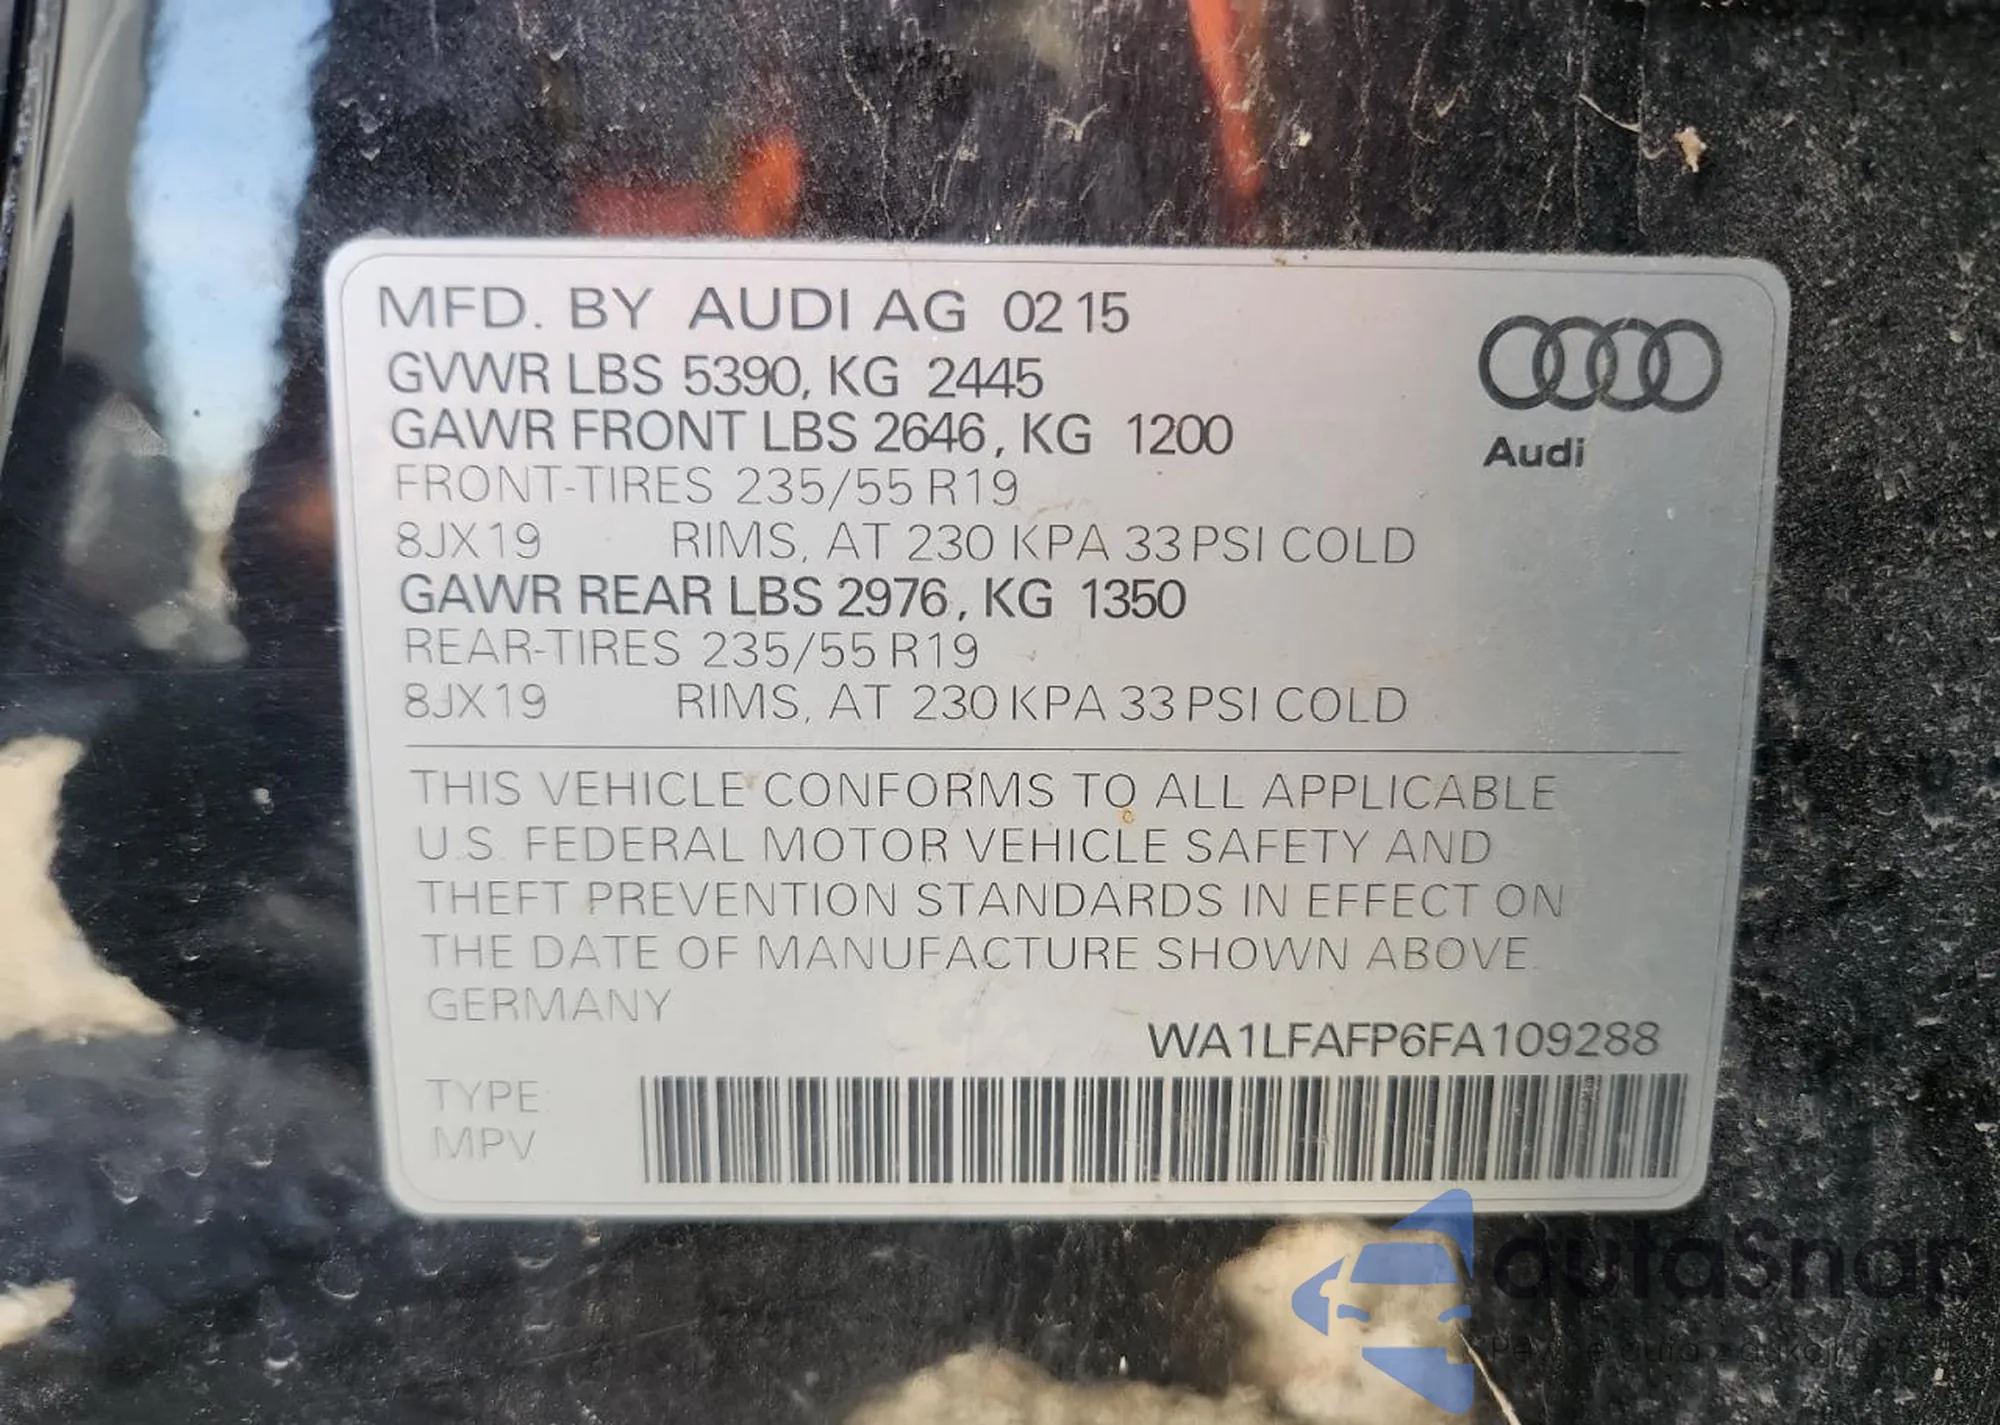 MFD. BY AUDI AG 02 15
GVWR LBS 5390, KG 2445
GAWR FRONT LBS 2646, KG 1200
FRONT-TIRES 235/55 R19
8JX19 RIMS, AT 230 KPA 33 PSI COLD
GAWR REAR LBS 2976, KG 1350
REAR-TIRES 235/55 R19
8JX19 RIMS, AT 230 KPA 33 PSI COLD
Audi
THIS VEHICLE CONFORMS TO ALL APPLICABLE
U.S. FEDERAL MOTOR VEHICLE SAFETY AND
THEFT PREVENTION STANDARDS IN EFFECT ON
THE DATE OF MANUFACTURE SHOWN ABOVE.
GERMANY
WA1LFAFP6FA109288
TYPE:
MPV
autaSnap
Pewne auta z aukcji